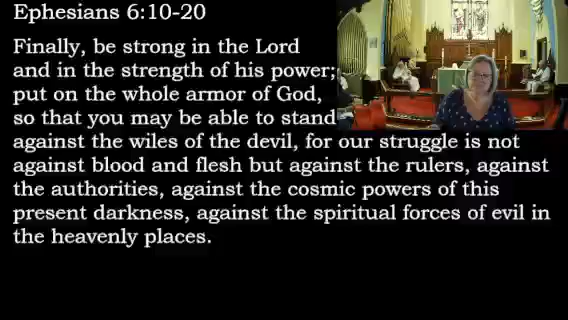 Ephesians 6:10-20
Finally, be strong in the Lord
and in the strength of his power;
put on the whole armor of God,
so that you may be able to stand
against the wiles of the devil, for our struggle is not
against blood and flesh but against the rulers, against
the authorities, against the cosmic powers of this
present darkness, against the spiritual forces of evil in
the heavenly places.